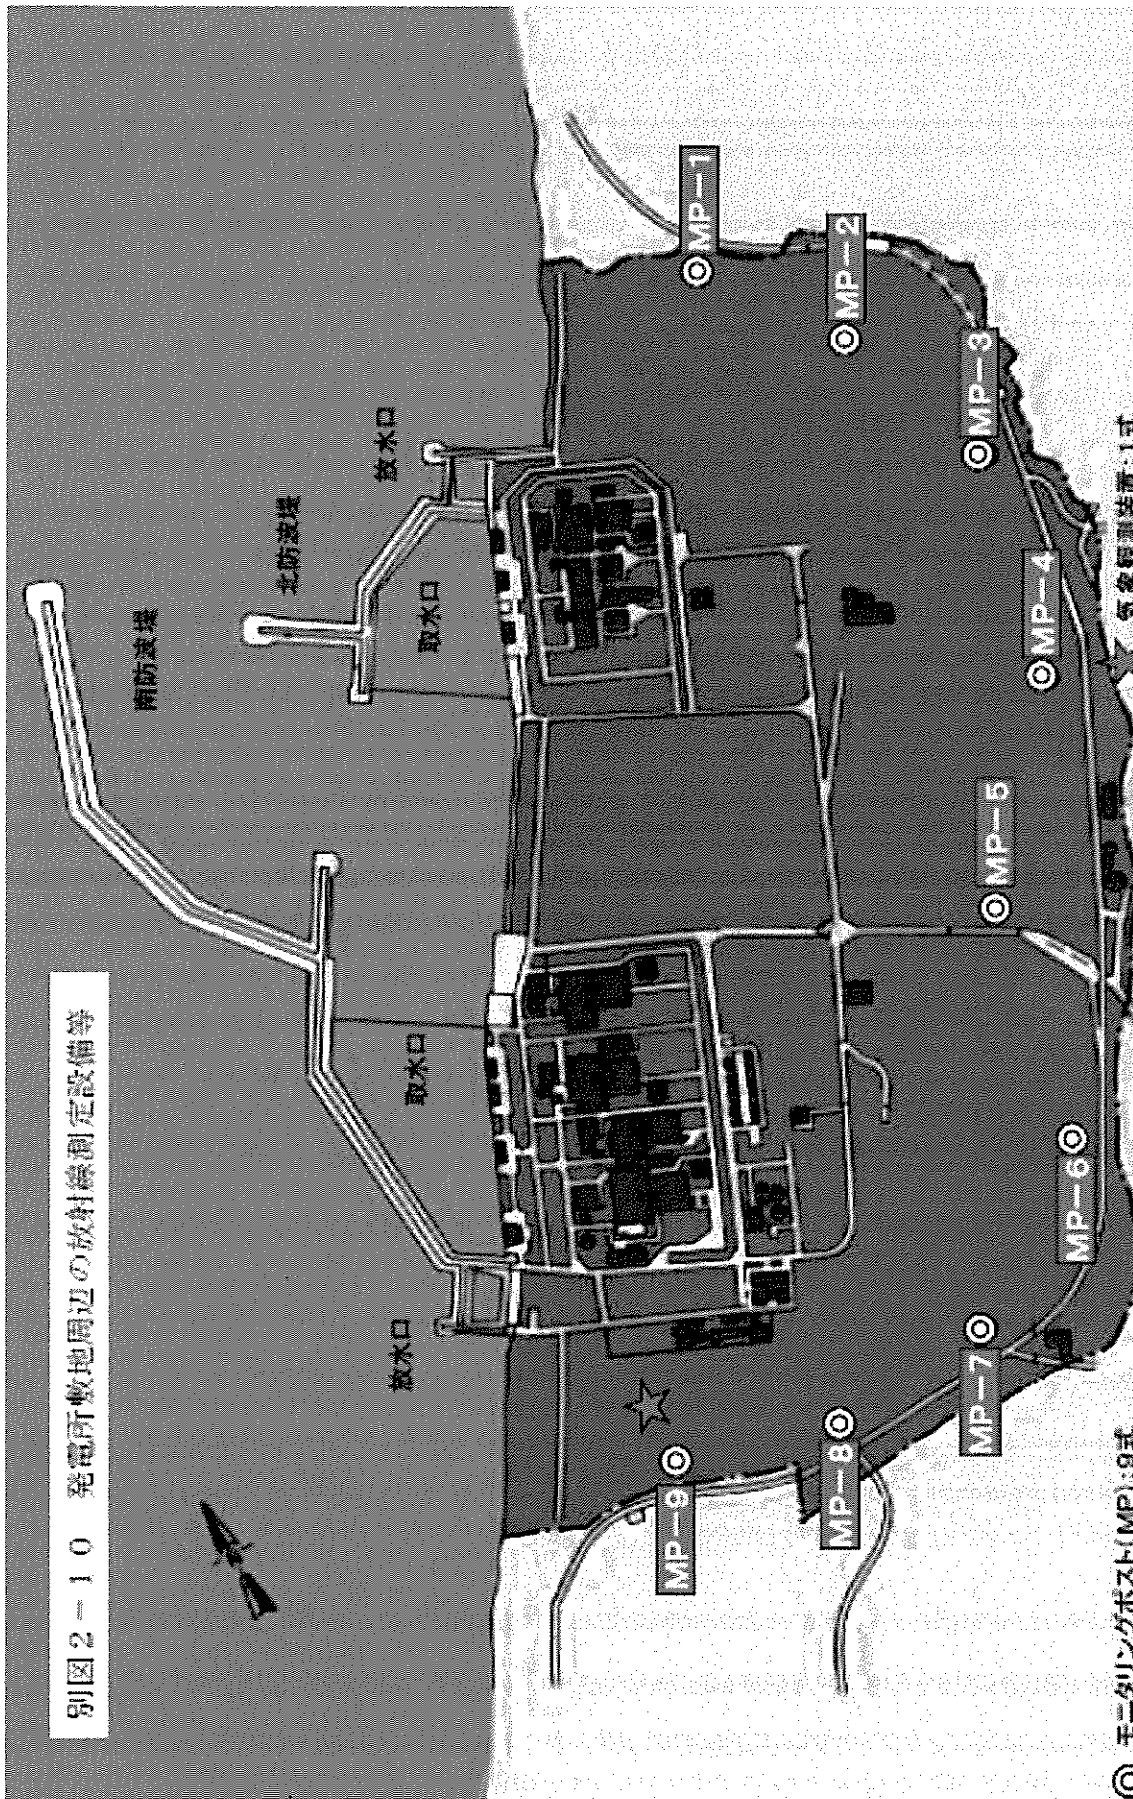 別図2-10 発電所敷地周辺の放射線測定設備等
南防波堤
北防波堤
放水口
取水口
取水口
放水口
MP-1
MP-2
MP-3
MP-4
MP-5
MP-6
MP-7
MP-8
MP-9
◎ モニタリングポスト(MP):9式
☆ 気象観測装置:1式